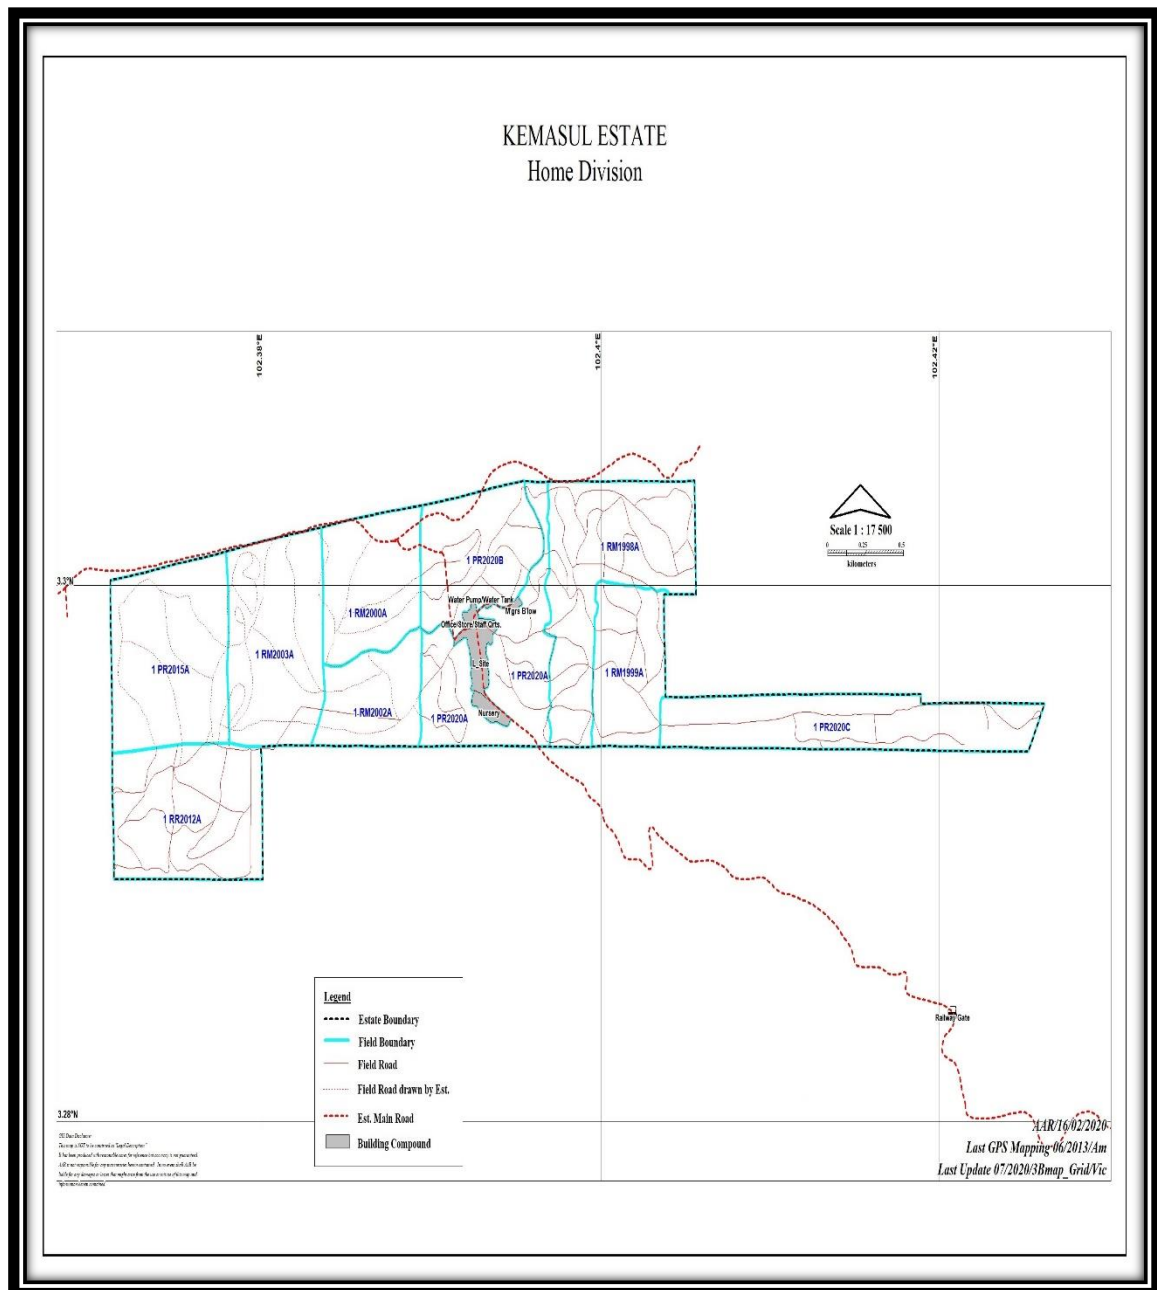 KEMASUL ESTATE
Home Division
102.38°E
102.4°E
102.42°E
Scale 1 : 17 500
0 0.25 0.5
kilometers
3.3°N
1 RM1998A
1 PR2020B
Water Pump/Water Tank
M'grs B'low
1 RM2000A
Office/Store/Staff Qrts.
1 RM2003A
1 PR2015A
L_Site
1 PR2020A
1 RM1999A
1 RM2002A
1 PR2020A
Nursery
1 PR2020C
1 RR2012A
Railway Gate
Legend
Estate Boundary
Field Boundary
Field Road
Field Road drawn by Est.
Est. Main Road
Building Compound
3.28°N
AAR/16/02/2020
Last GPS Mapping 06/2013/Am
Last Update 07/2020/3Bmap_Grid/Vic